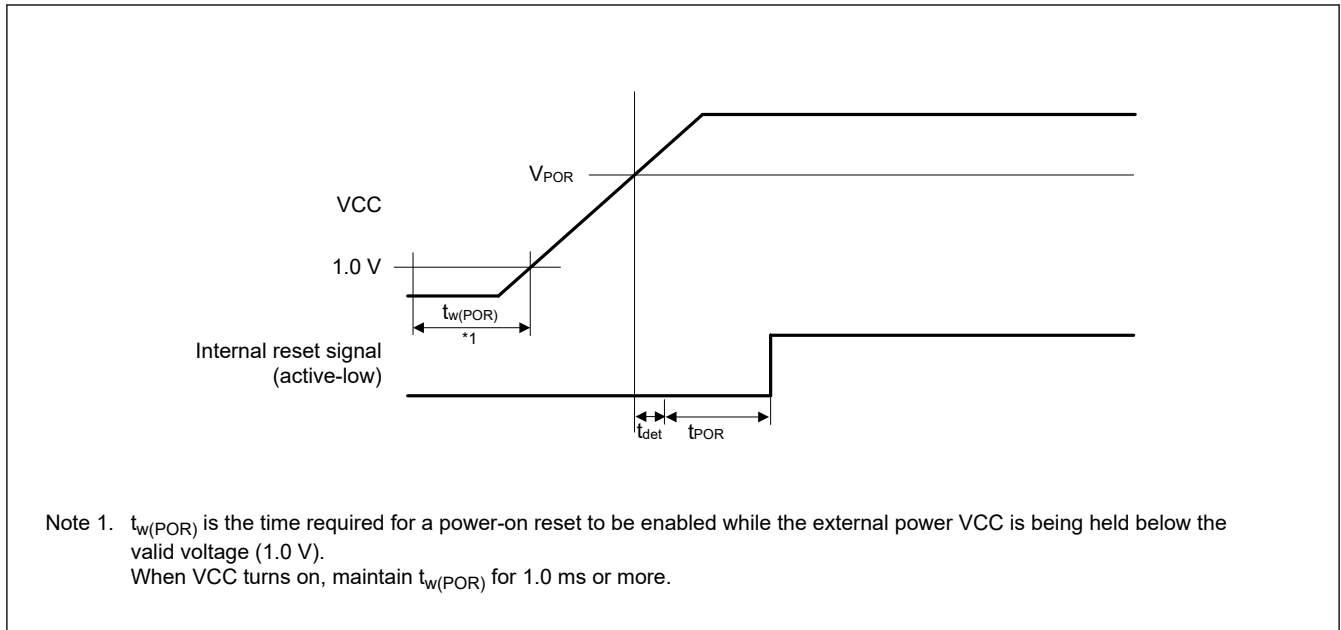 VPOR
VCC
1.0 V
tw(POR)
*1
Internal reset signal
(active-low)
tdet
tPOR
Note 1. tw(POR) is the time required for a power-on reset to be enabled while the external power VCC is being held below the
valid voltage (1.0 V).
When VCC turns on, maintain tw(POR) for 1.0 ms or more.